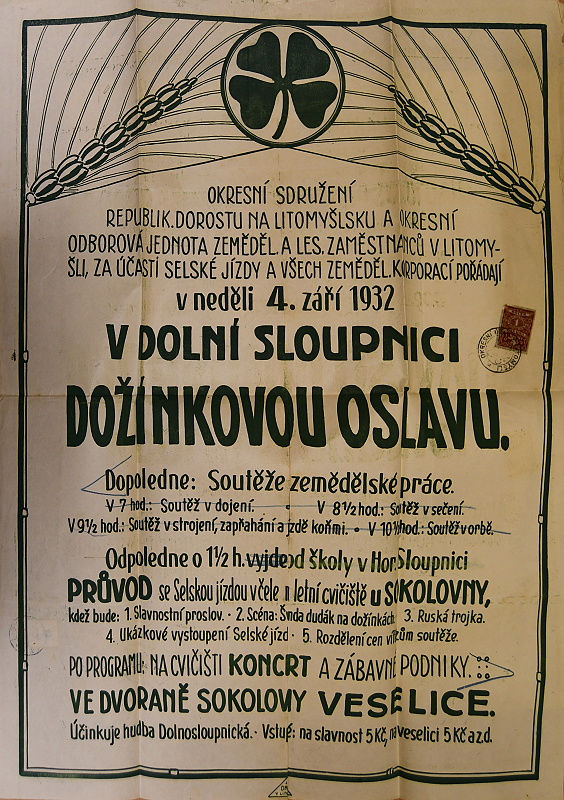 OKRESNÍ SDRUŽENÍ
REPUBLIK. DOROSTU NA LITOMYŠLSKU A OKRESNÍ
ODBOROVÁ JEDNOTA ZEMĚDĚL. A LES. ZAMĚSTNANCŮ V LITOMY-
ŠLI, ZA ÚČASTI SELSKÉ JÍZDY A VŠECH ZEMĚDĚL. KORPORACÍ POŘÁDAJÍ
v neděli 4. září 1932
V DOLNÍ SLOUPNICI
DOŽÍNKOVOU OSLAVU.
Dopoledne: Soutěže zemědělské práce.
V 7 hod.: Soutěž v dojení. • V 8½ hod.: Soutěž v sečení
V 9½ hod.: Soutěž v strojení, zapřahání a jízdě koňmi. • V 10½ hod.: Soutěž v orbě.
Odpoledne o 1½ h. vyjde od školy v Hor. Sloupnici
PRŮVOD se Selskou jízdou v čele na letní cvičiště u SOKOLOVNY,
kdež bude: 1. Slavnostní proslov. · 2. Scéna: Švanda dudák na dožínkách 3. Ruská trojka.
4. Ukázkové vystoupení Selské jízd · 5. Rozdělení cen vítězům soutěže.
PO PROGRAMU: NA CVIČIŠTI KONCRT A ZÁBAVNÉ PODNIKY.
VE DVORANĚ SOKOLOVY VESELICE.
Účinkuje hudba Dolnosloupnická. · Vstup: na slavnost 5 Kč, na veselici 5 Kč a zd.